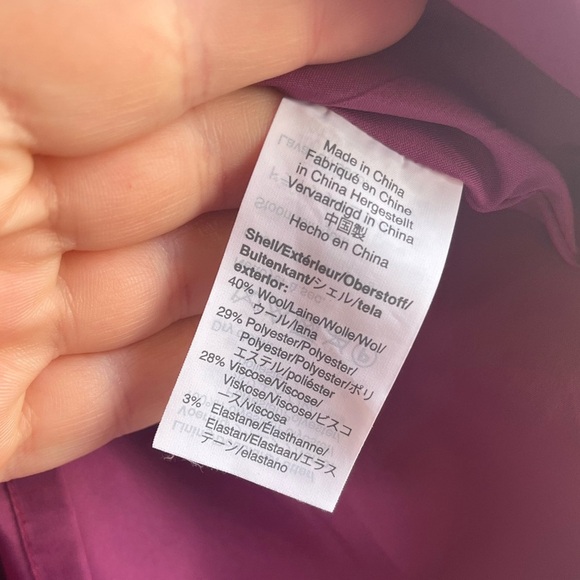 Made in China
Fabriqué en Chine
in China Hergestellt
Vervaardigd in China
中国製
Hecho en China
Shell/Extérieur/Oberstoff/
Buitenkant/シェル/tela
exterior:
40% Wool/Laine/Wolle/Wol/
ウール/lana
29% Polyester/Polyester/
Polyester/Polyester/ポリ
エステル/poliéster
28% Viscose/Viscose/
Viskose/Viscose/ビスコ
ース/viscosa
3% Elastane/Élasthanne/
Elastan/Elastaan/エラス
テーン/elastano